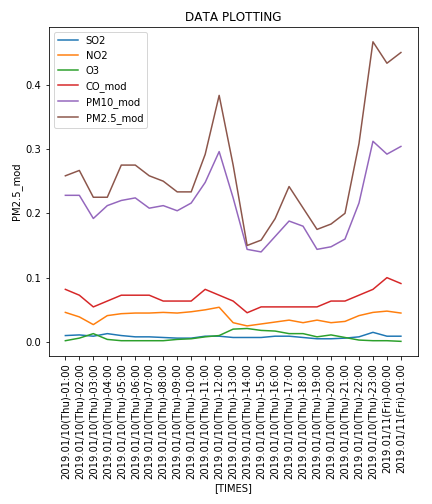 DATA PLOTTING
SO2
NO2
O3
CO_mod
PM10_mod
PM2.5_mod
0.4
0.3
0.2
0.1
0.0
PM2.5_mod
2019.01/10(Thu)-01:00
2019.01/10(Thu)-02:00
2019.01/10(Thu)-03:00
2019.01/10(Thu)-04:00
2019.01/10(Thu)-05:00
2019.01/10(Thu)-06:00
2019.01/10(Thu)-07:00
2019.01/10(Thu)-08:00
2019.01/10(Thu)-09:00
2019.01/10(Thu)-10:00
2019.01/10(Thu)-11:00
2019.01/10(Thu)-12:00
2019.01/10(Thu)-13:00
2019.01/10(Thu)-14:00
2019.01/10(Thu)-15:00
2019.01/10(Thu)-16:00
2019.01/10(Thu)-17:00
2019.01/10(Thu)-18:00
2019.01/10(Thu)-19:00
2019.01/10(Thu)-20:00
2019.01/10(Thu)-21:00
2019.01/10(Thu)-22:00
2019.01/10(Thu)-23:00
2019.01/11(Fri)-00:00
2019.01/11(Fri)-01:00
[TIMES]